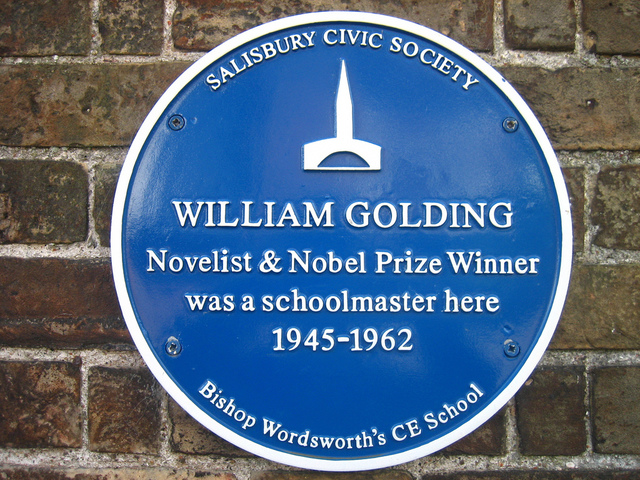 SALISBURY CIVIC SOCIETY
WILLIAM GOLDING
Novelist & Nobel Prize Winner
was a schoolmaster here
1945-1962
Bishop Wordsworth's CE School